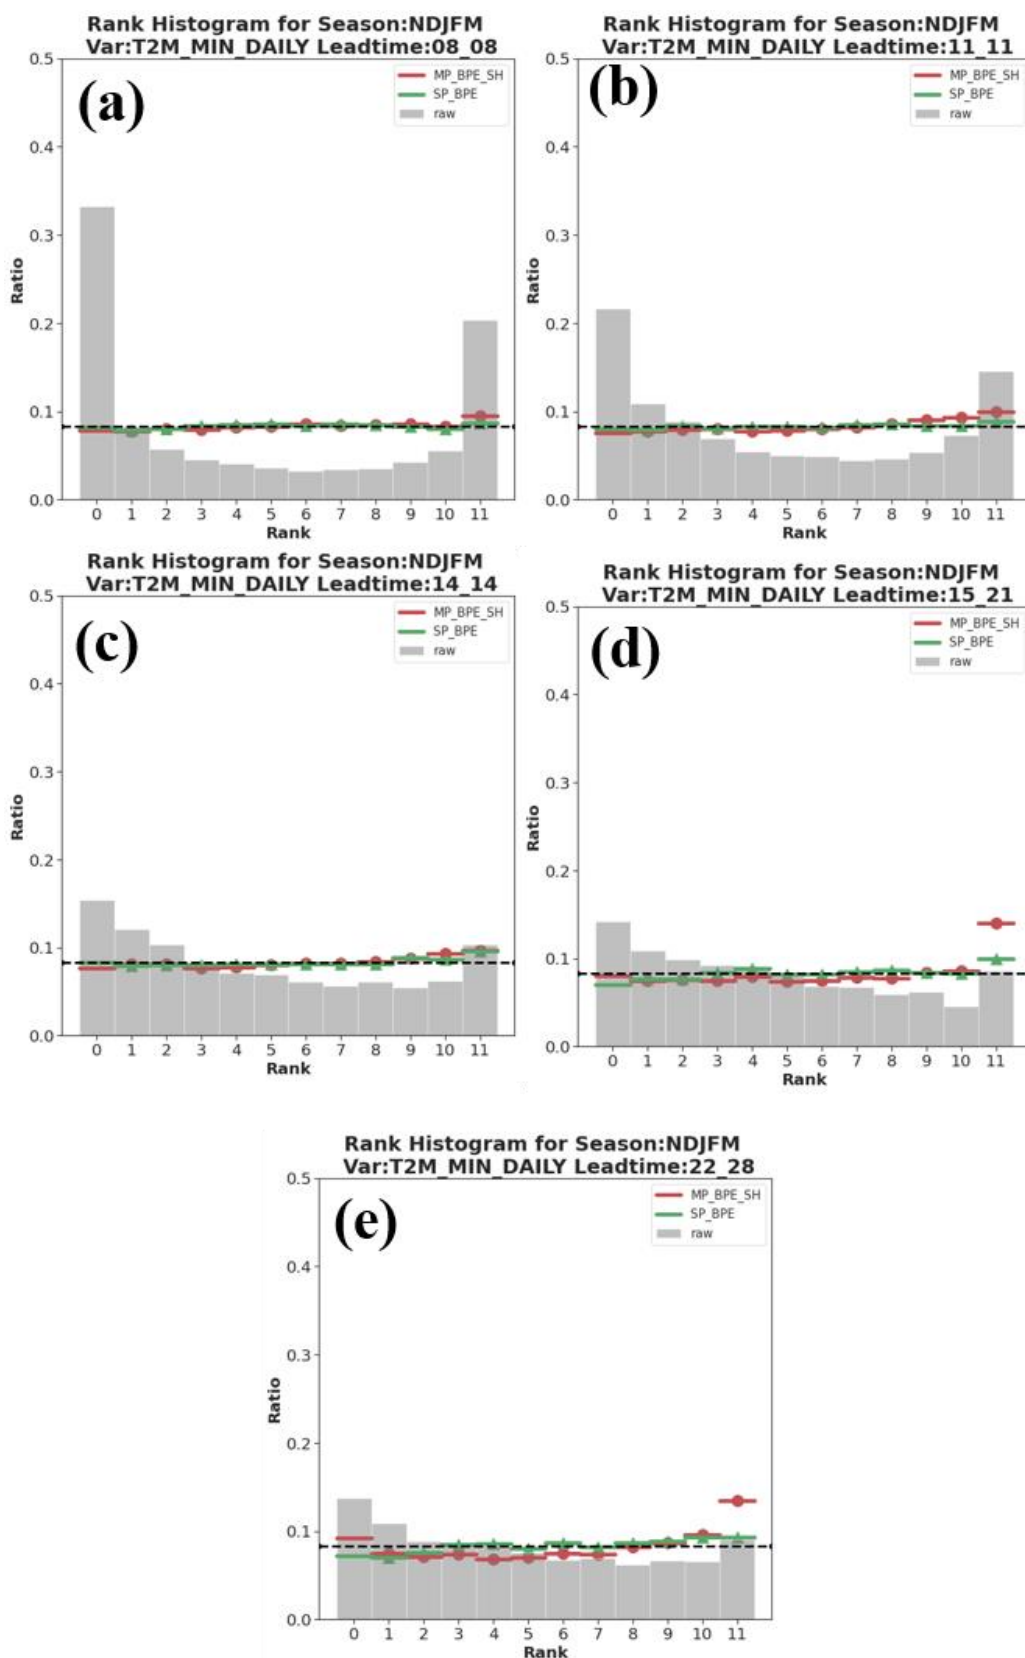 Rank Histogram for Season:NDJFM
Var:T2M_MIN_DAILY Leadtime:08_08
(a)
MP_BPE_SH
SP_BPE
raw
0.5
0.4
0.3
0.2
0.1
0.0
Ratio
0 1 2 3 4 5 6 7 8 9 10 11
Rank
Rank Histogram for Season:NDJFM
Var:T2M_MIN_DAILY Leadtime:11_11
(b)
MP_BPE_SH
SP_BPE
raw
0.5
0.4
0.3
0.2
0.1
0.0
Ratio
0 1 2 3 4 5 6 7 8 9 10 11
Rank
Rank Histogram for Season:NDJFM
Var:T2M_MIN_DAILY Leadtime:14_14
(c)
MP_BPE_SH
SP_BPE
raw
0.5
0.4
0.3
0.2
0.1
0.0
Ratio
0 1 2 3 4 5 6 7 8 9 10 11
Rank
Rank Histogram for Season:NDJFM
Var:T2M_MIN_DAILY Leadtime:15_21
(d)
MP_BPE_SH
SP_BPE
raw
0.5
0.4
0.3
0.2
0.1
0.0
Ratio
0 1 2 3 4 5 6 7 8 9 10 11
Rank
Rank Histogram for Season:NDJFM
Var:T2M_MIN_DAILY Leadtime:22_28
(e)
MP_BPE_SH
SP_BPE
raw
0.5
0.4
0.3
0.2
0.1
0.0
Ratio
0 1 2 3 4 5 6 7 8 9 10 11
Rank